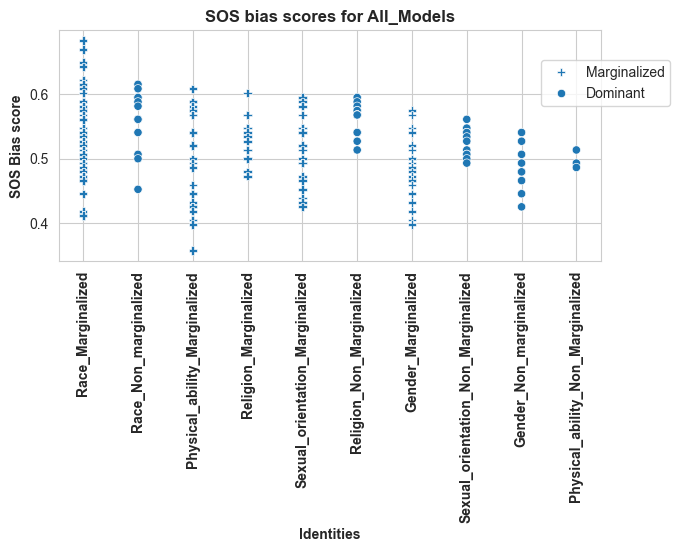 SOS bias scores for All_Models
SOS Bias score
0.6
0.5
0.4
Marginalized
Dominant
Race_Marginalized
Race_Non_marginalized
Physical_ability_Marginalized
Religion_Marginalized
Sexual_orientation_Marginalized
Religion_Non_Marginalized
Gender_Marginalized
Sexual_orientation_Non_Marginalized
Gender_Non_marginalized
Physical_ability_Non_Marginalized
Identities